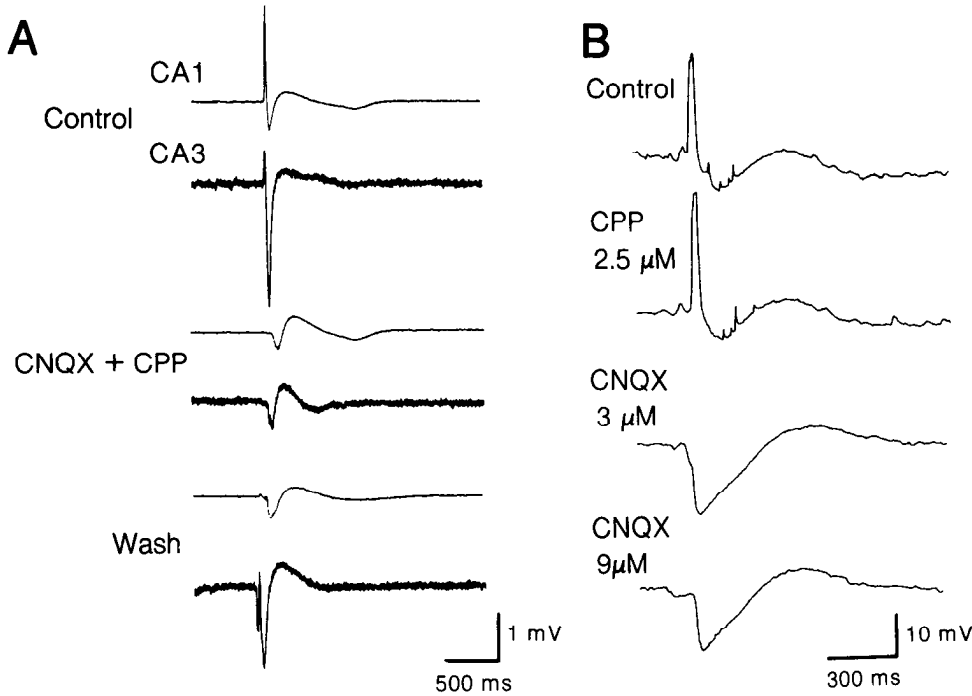 A
CA1
Control
CA3
CNQX + CPP
Wash
1 mV
500 ms
B
Control
CPP
2.5 μM
CNQX
3 μM
CNQX
9μM
10 mV
300 ms